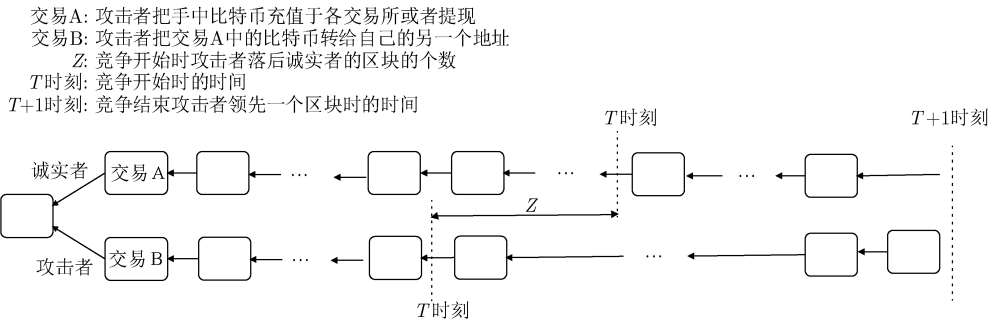 交易A: 攻击者把手中比特币充值于各交易所或者提现
交易B: 攻击者把交易A中的比特币转给自己的另一个地址
Z: 竞争开始时攻击者落后诚实者的区块的个数
T时刻: 竞争开始时的时间
T+1时刻: 竞争结束攻击者领先一个区块时的时间
T时刻
T+1时刻
诚实者
交易 A
...
...
...
Z
攻击者
交易 B
...
...
T时刻